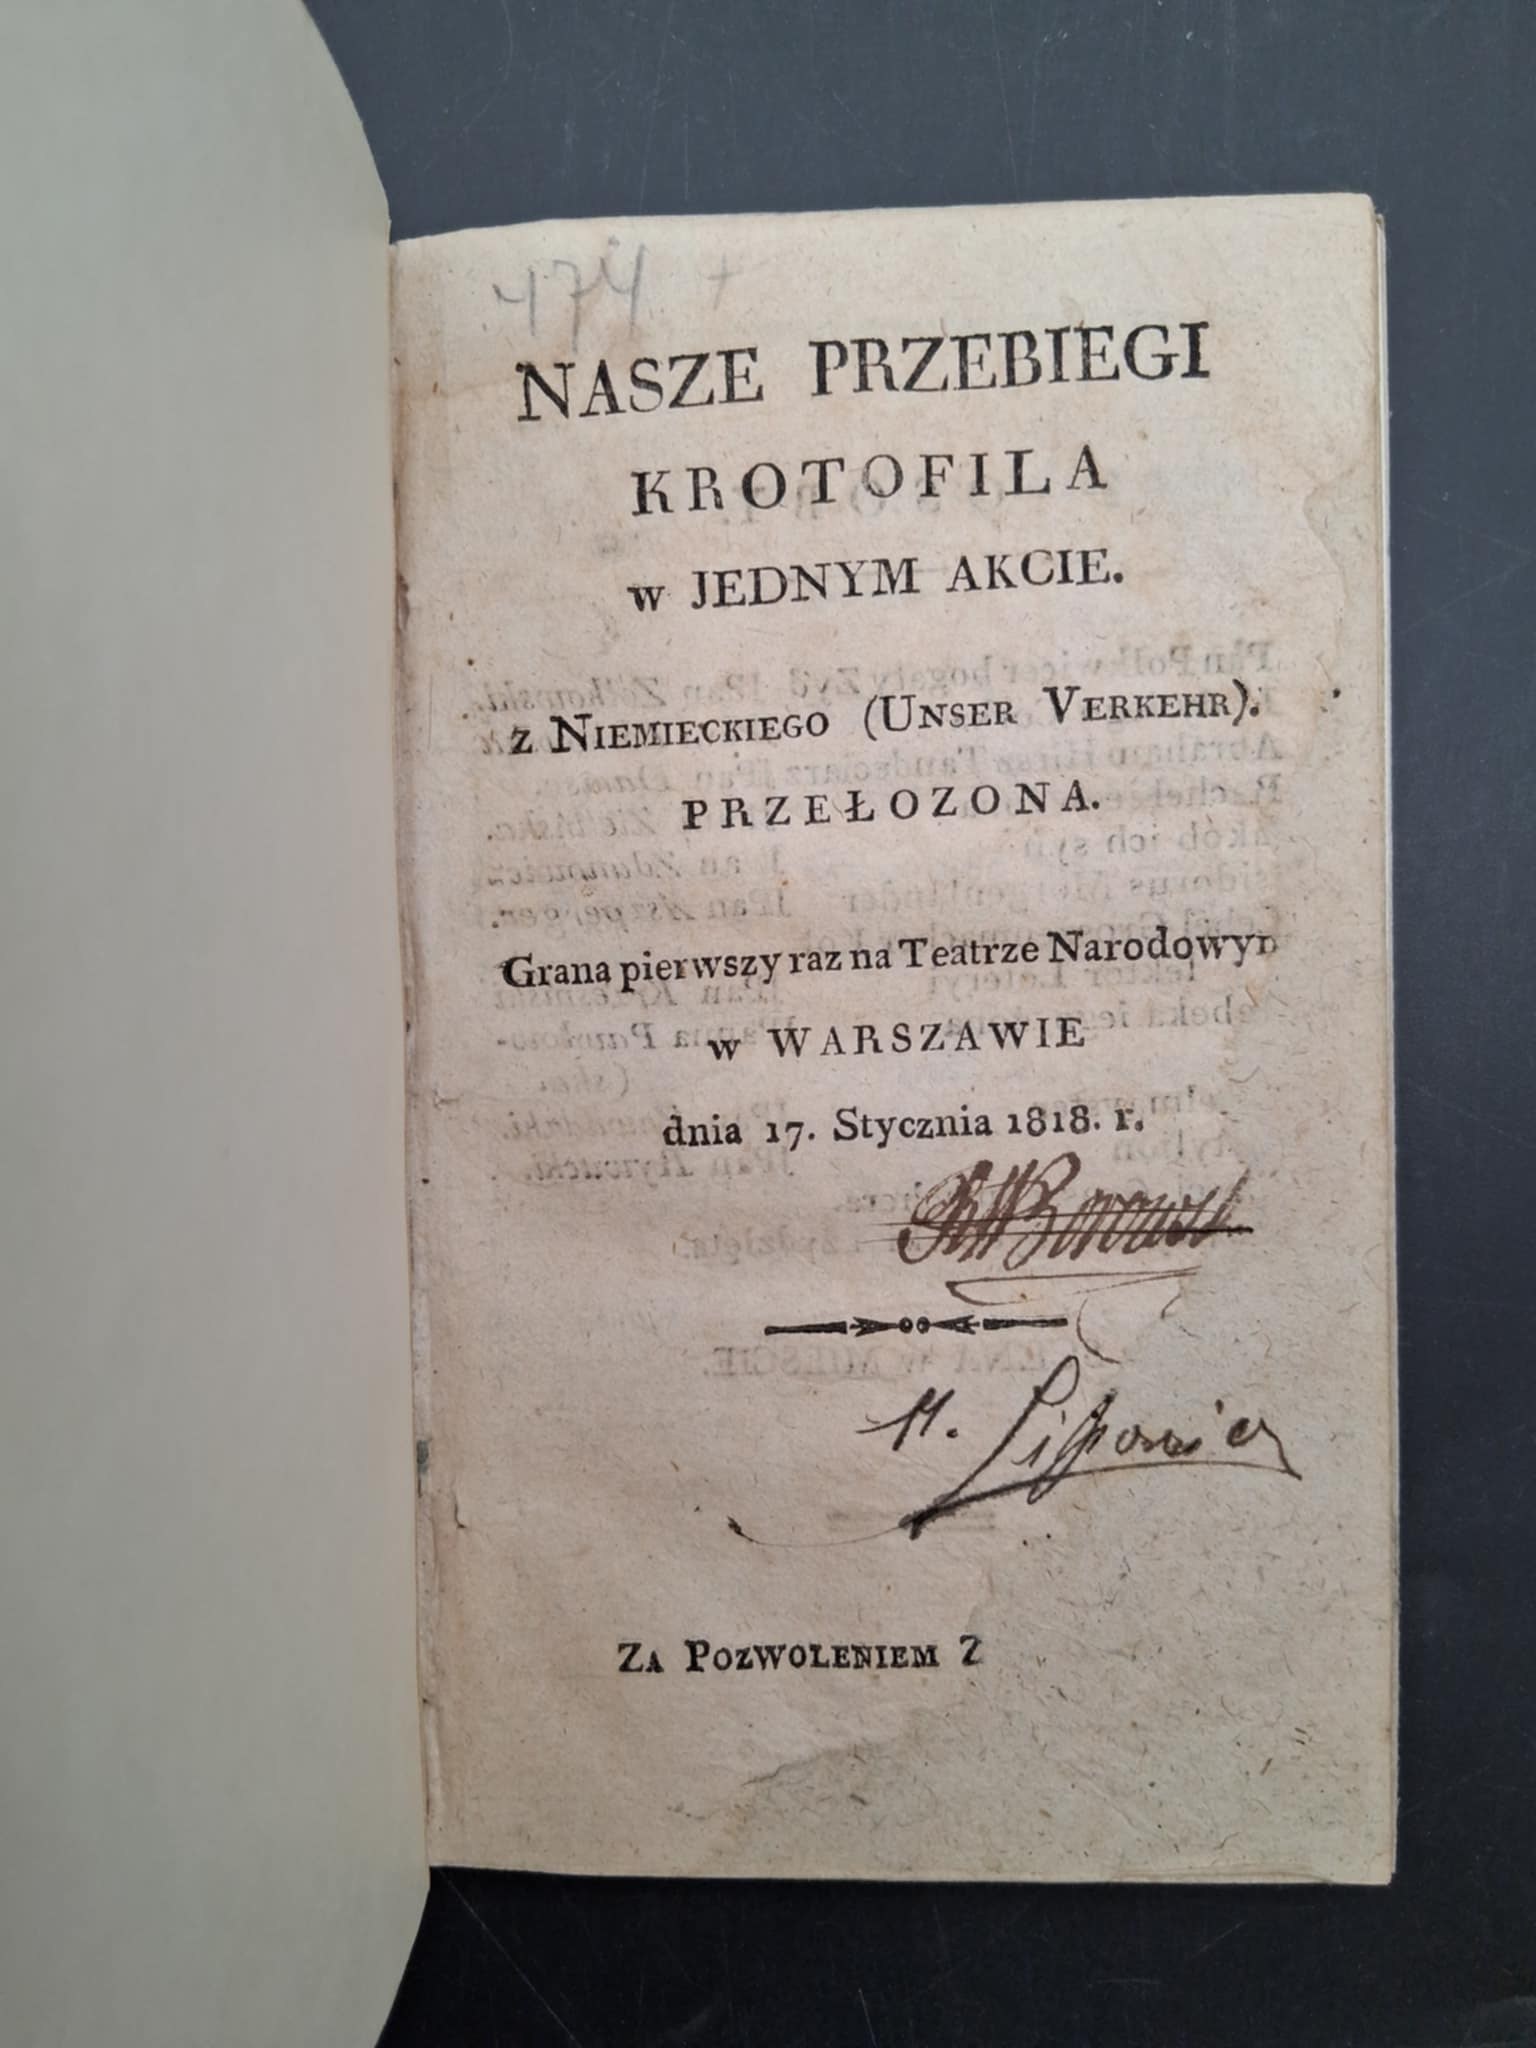 474 +
NASZE PRZEBIEGI
KROTOFILA
w JEDNYM AKCIE.
z NIEMIECKIEGO (UNSER VERKEHR).
PRZEŁOZONA.
Grana pierwszy raz na Teatrze Narodowym
w WARSZAWIE
dnia 17. Stycznia 1818. r.
ZA POZWOLENIEM Z